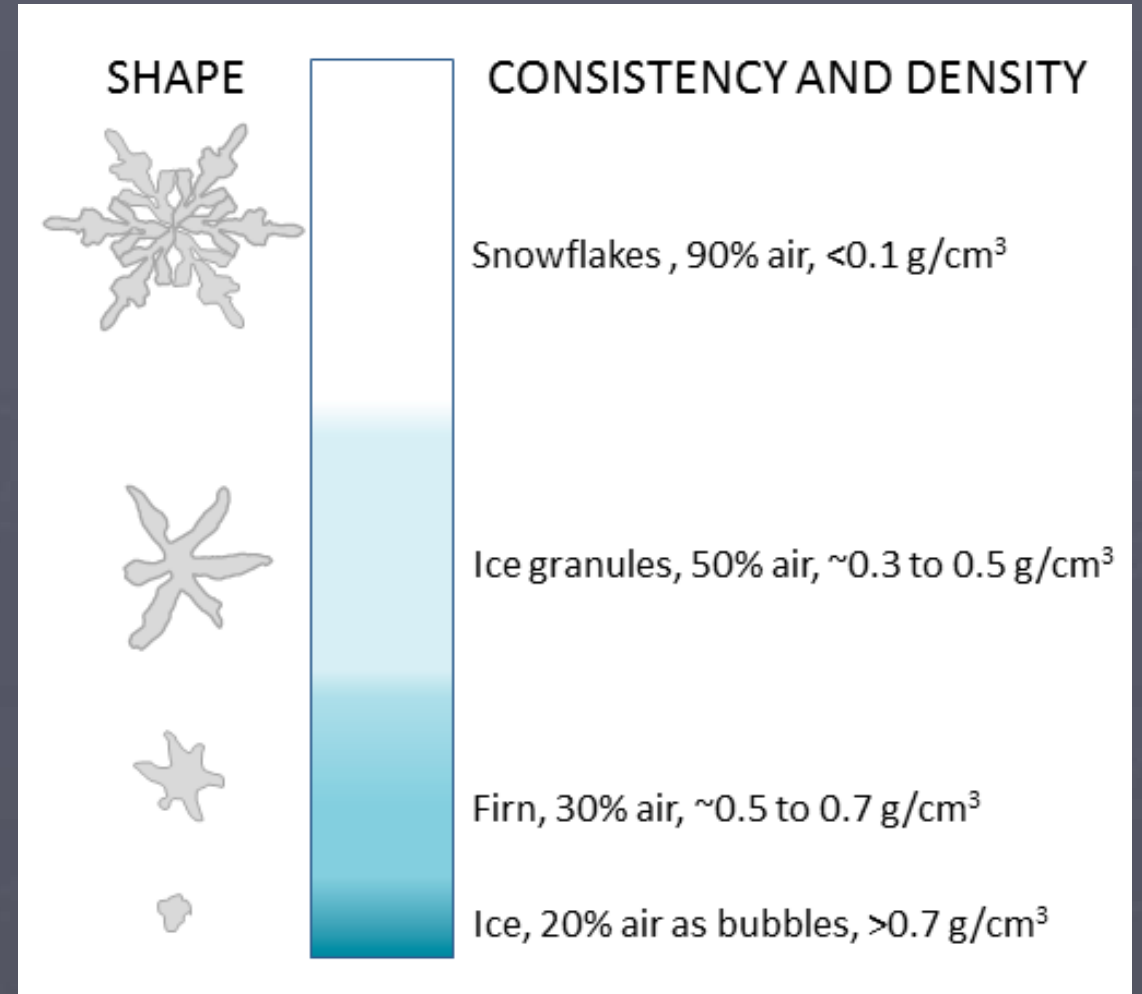 SHAPE
CONSISTENCY AND DENSITY
Snowflakes , 90% air, <0.1 g/cm³
Ice granules, 50% air, ~0.3 to 0.5 g/cm³
Firn, 30% air, ~0.5 to 0.7 g/cm³
Ice, 20% air as bubbles, >0.7 g/cm³